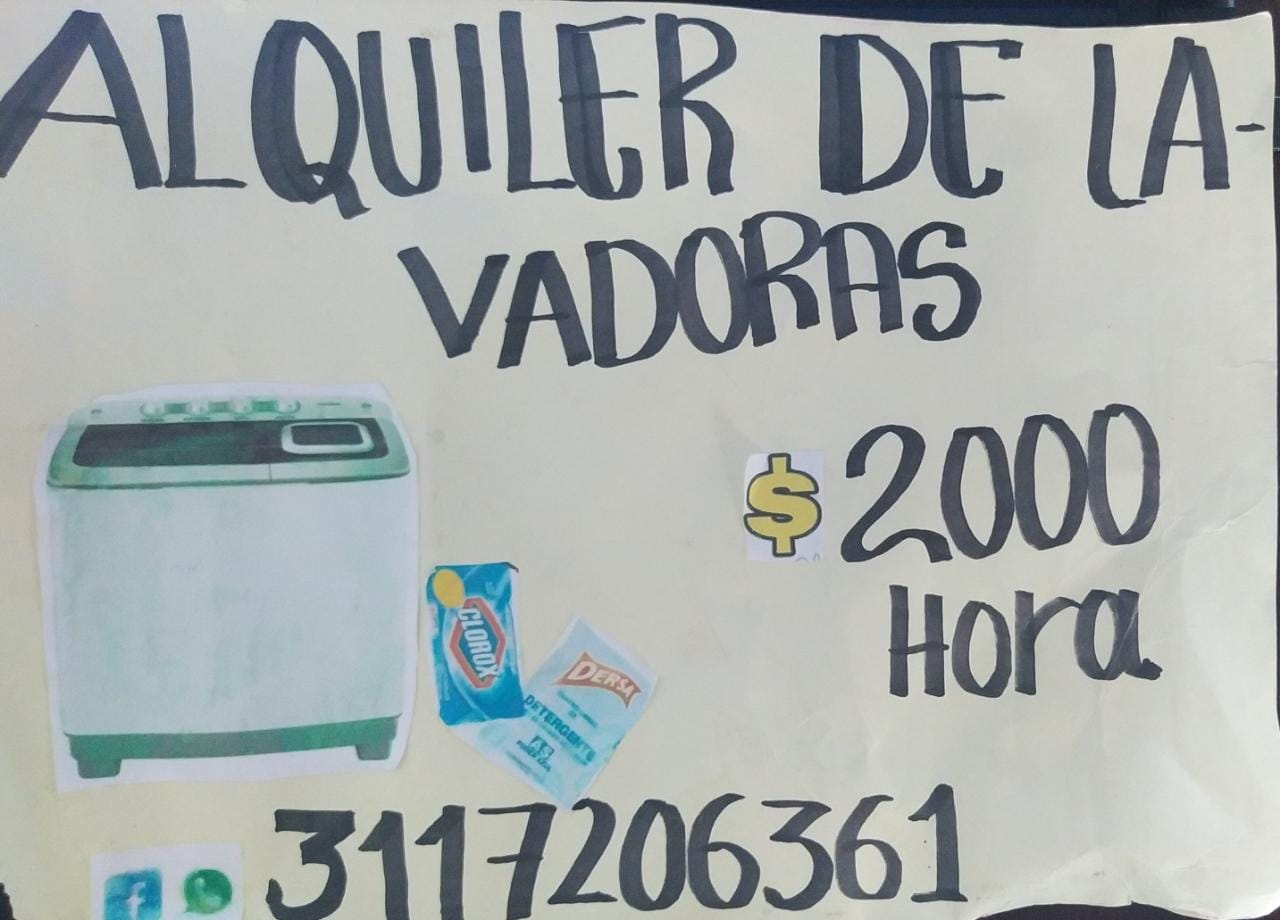 ALQUILER DE LA-
VADORAS
$ 2000
Hora
CLOROX
DERSA
DETERGENTE
3117206361